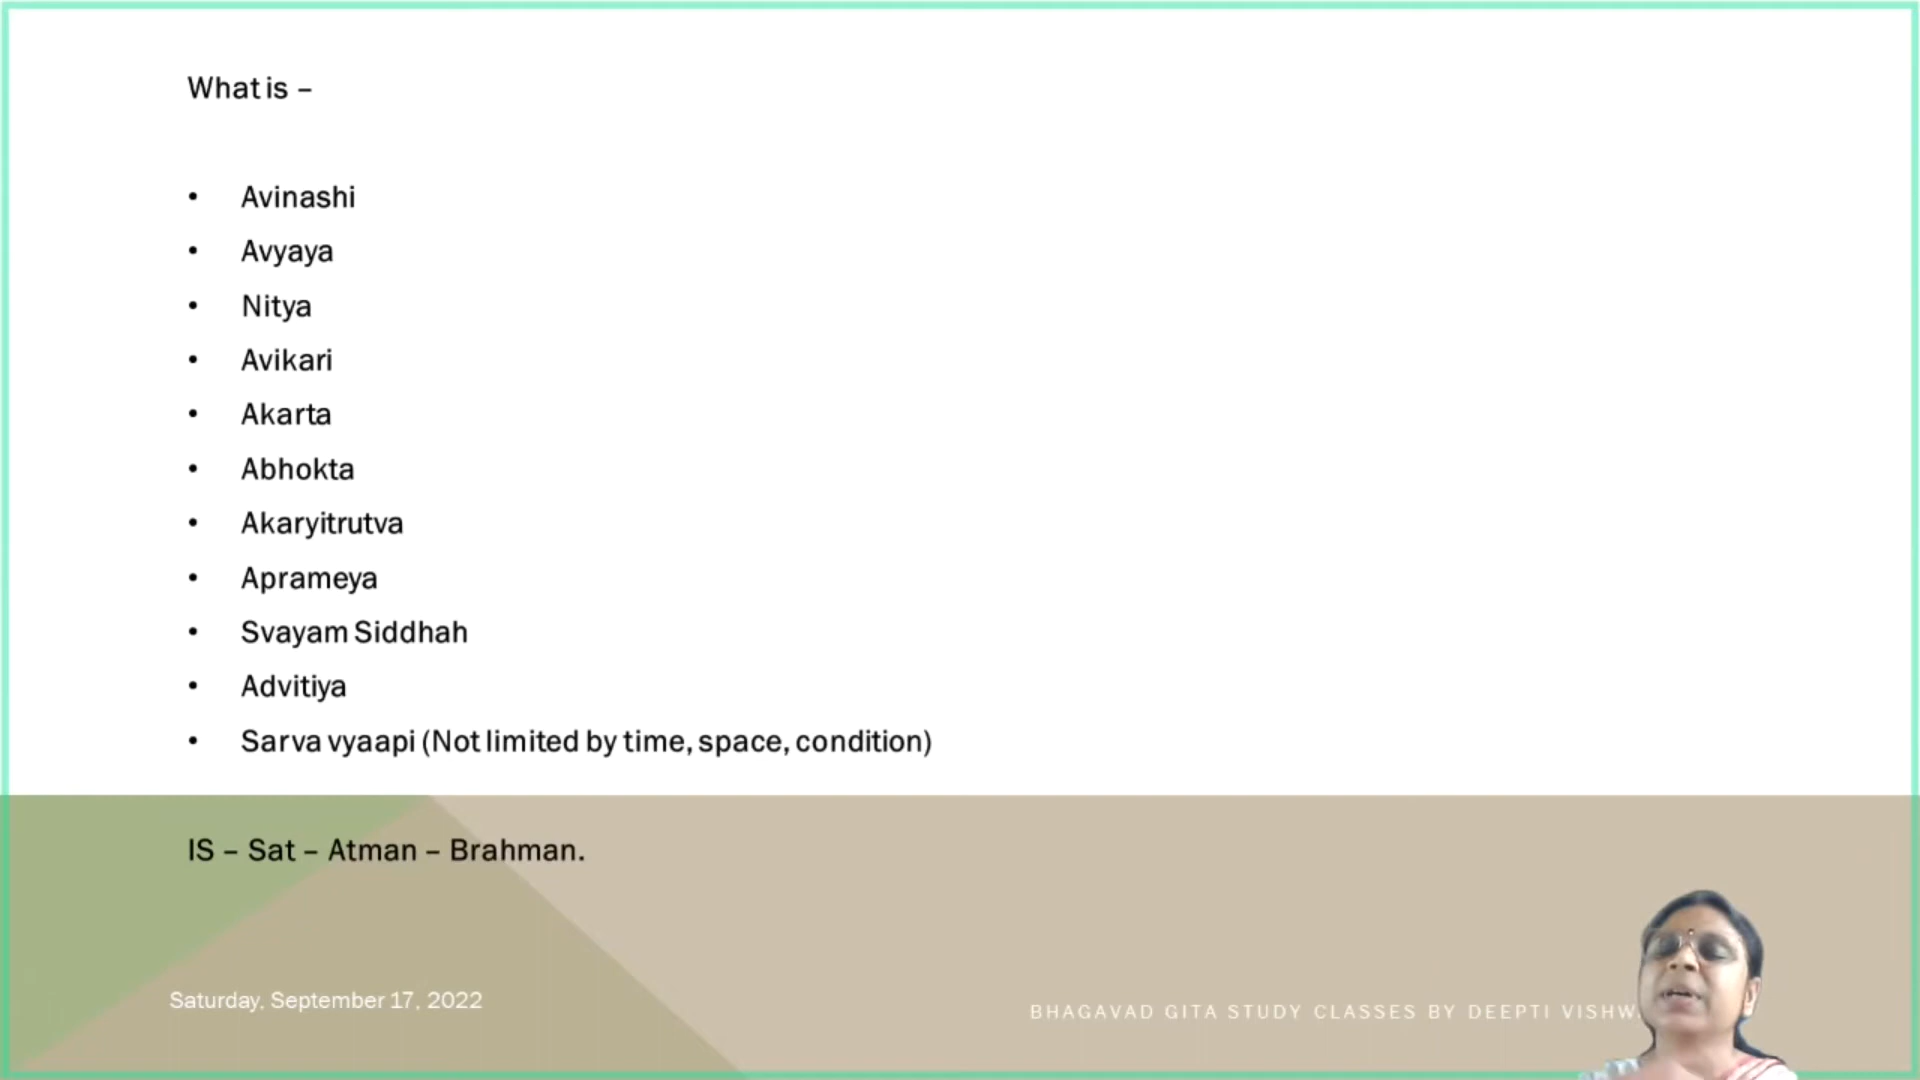 What is –
• Avinashi
• Avyaya
• Nitya
• Avikari
• Akarta
• Abhokta
• Akaryitrutva
• Aprameya
• Svayam Siddhah
• Advitiya
• Sarva vyaapi (Not limited by time, space, condition)
IS – Sat – Atman – Brahman.
Saturday, September 17, 2022
BHAGAVAD GITA STUDY CLASSES BY DEEPTI